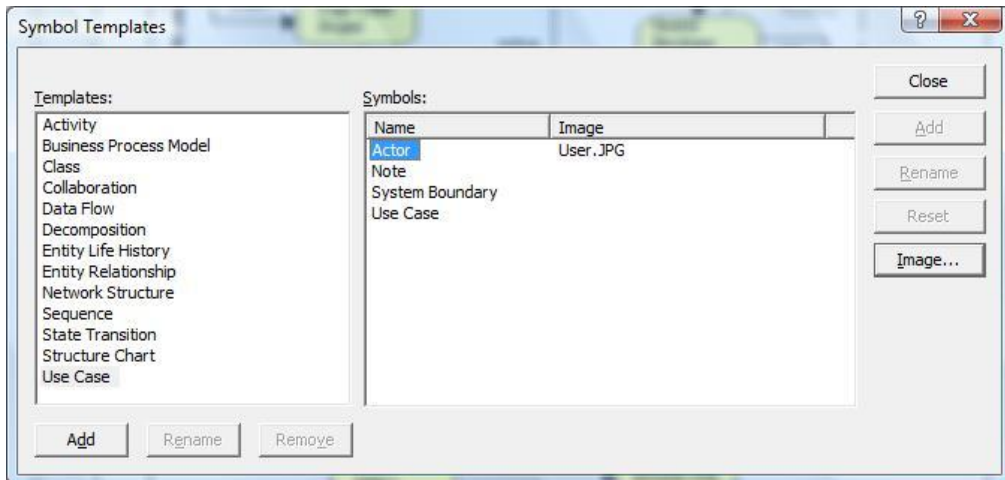 Symbol Templates
Templates:
Activity
Business Process Model
Class
Collaboration
Data Flow
Decomposition
Entity Life History
Entity Relationship
Network Structure
Sequence
State Transition
Structure Chart
Use Case
Add Rename Remove
Symbols:
Name Image
Actor User.JPG
Note
System Boundary
Use Case
Close
Add
Rename
Reset
Image...